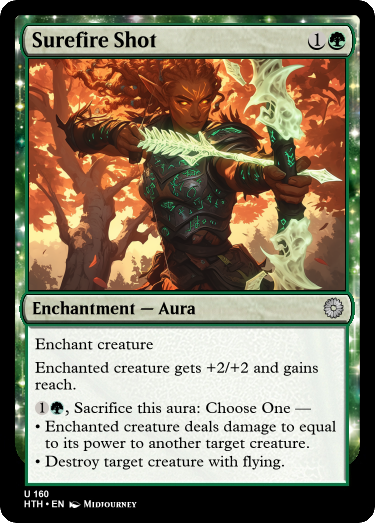 Surefire Shot 1
Enchantment — Aura
Enchant creature
Enchanted creature gets +2/+2 and gains
reach.
1 , Sacrifice this aura: Choose One —
• Enchanted creature deals damage to equal
to its power to another target creature.
• Destroy target creature with flying.
U 160
HTH • EN Midjourney